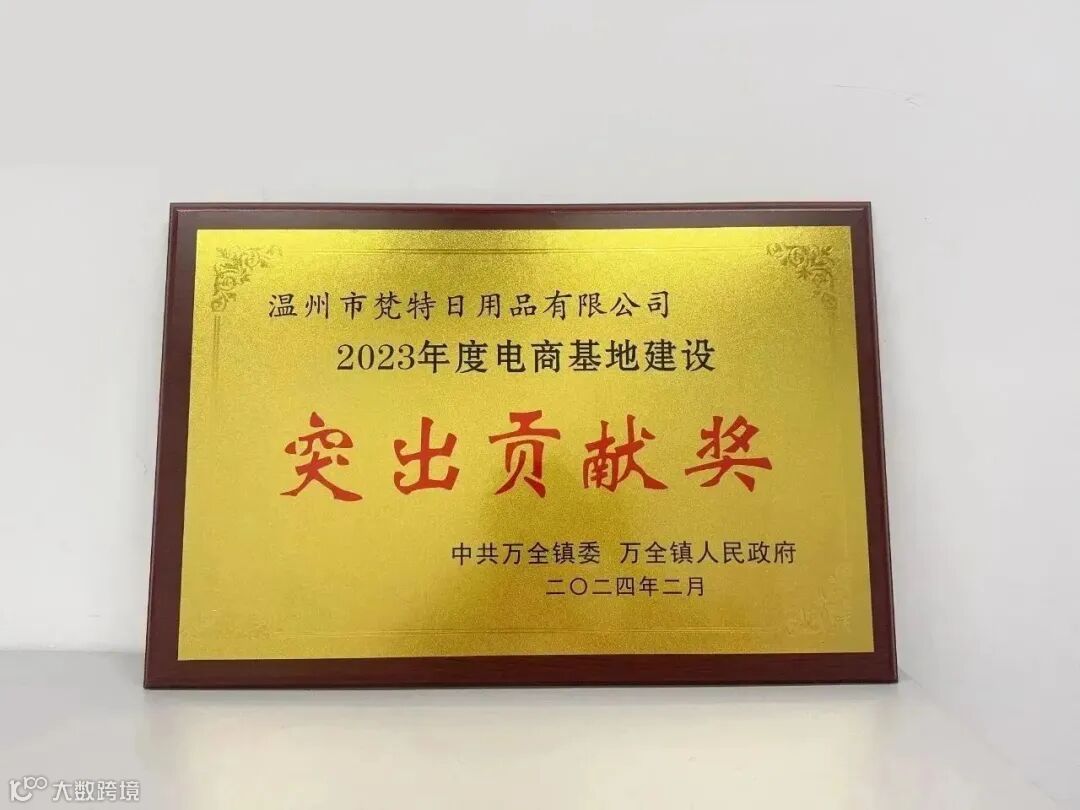 温州市梵特日用品有限公司
2023年度电商基地建设
突出贡献奖
中共万全镇委 万全镇人民政府
二〇二四年二月
大数跨境